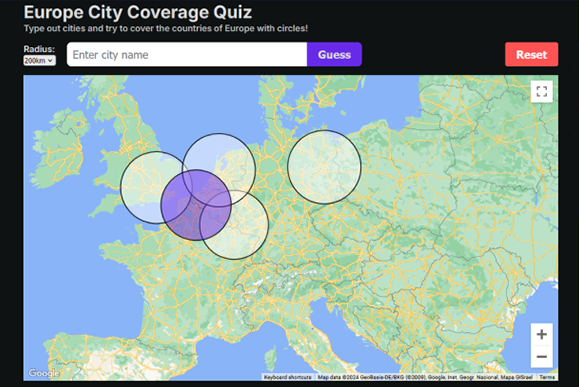 Europe City Coverage Quiz
Type out cities and try to cover the countries of Europe with circles!
Radius:
200km
Enter city name
Guess
Reset
+
−
Google
Keyboard shortcuts
Map data ©2024 GeoBasis-DE/BKG (©2009), Google, Inst. Geogr. Nacional, Mapa GISrael
Terms